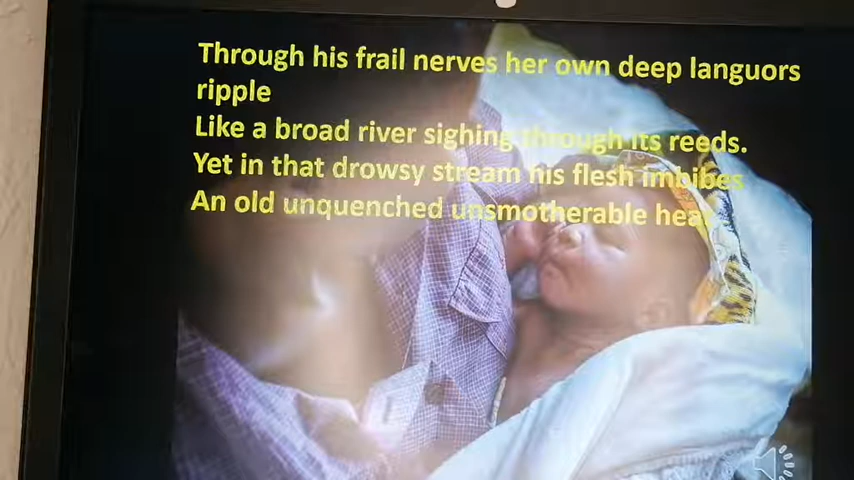 Through his frail nerves her own deep languors
ripple
Like a broad river sighing through its reeds.
Yet in that drowsy stream his flesh imbibes
An old unquenched unsmotherable heat